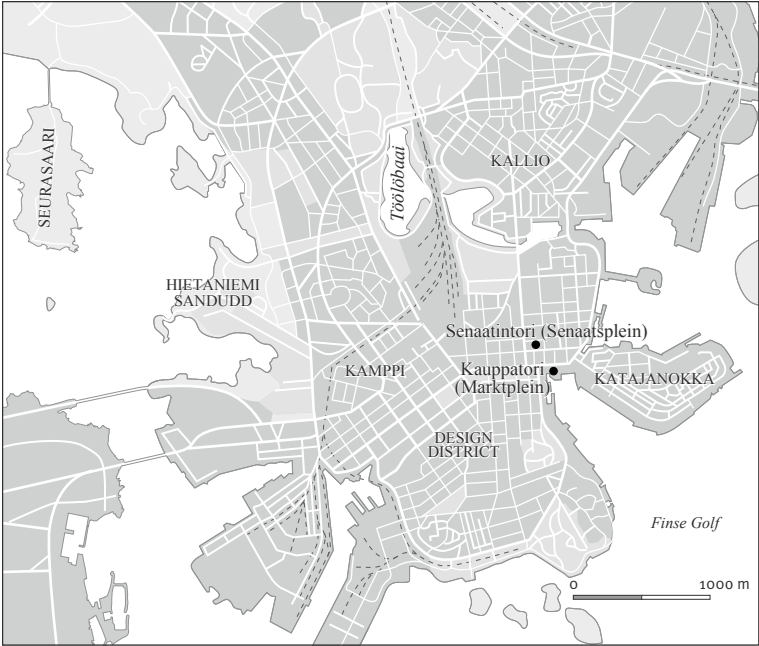 SEURASAARI
Töölöbaai
KALLIO
HIETANIEMI
SANDUDD
Senaatintori (Senaatsplein)
Kauppatori
(Marktplein)
KAMPPI
KATAJANOKKA
DESIGN
DISTRICT
Finse Golf
0 1000 m